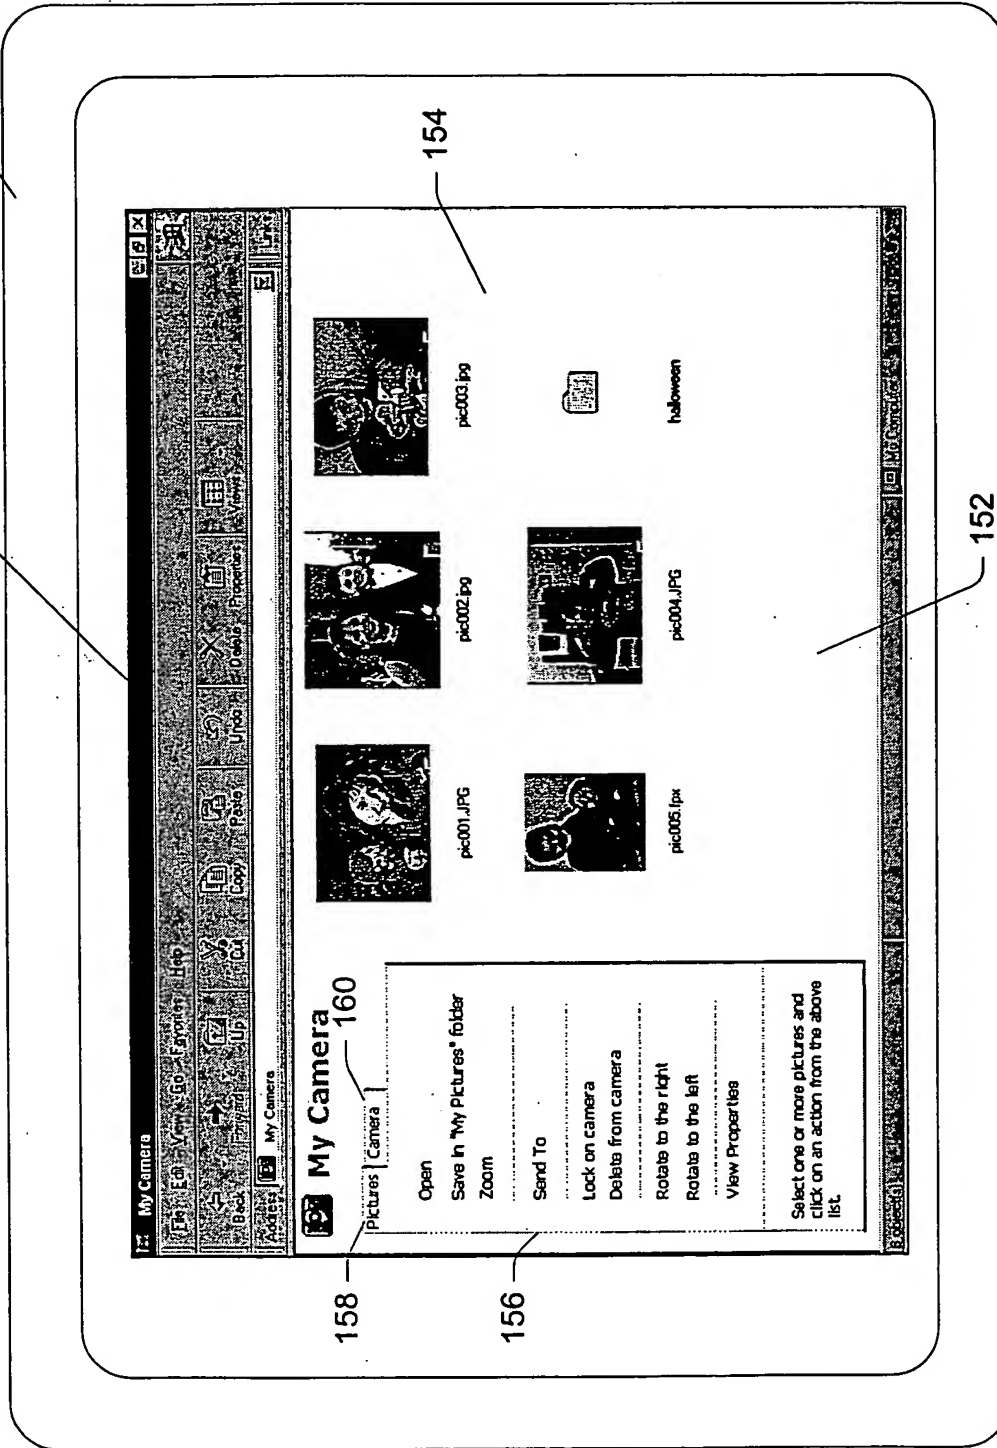 My Camera
File Edit View Go Favorites Help
Back Forward Up Cut Copy Paste Undo Delete Properties Views
Address My Camera
Links
My Camera
160
158
Pictures Camera
Open
Save in "My Pictures" folder
Zoom
Send To
156
Lock on camera
Delete from camera
Rotate to the right
Rotate to the left
View Properties
Select one or more pictures and
click on an action from the above
list.
pic001.JPG pic002.jpg pic003.jpg
154
pic005.fpx pic004.JPG halloween
152
object(s)
My Computer